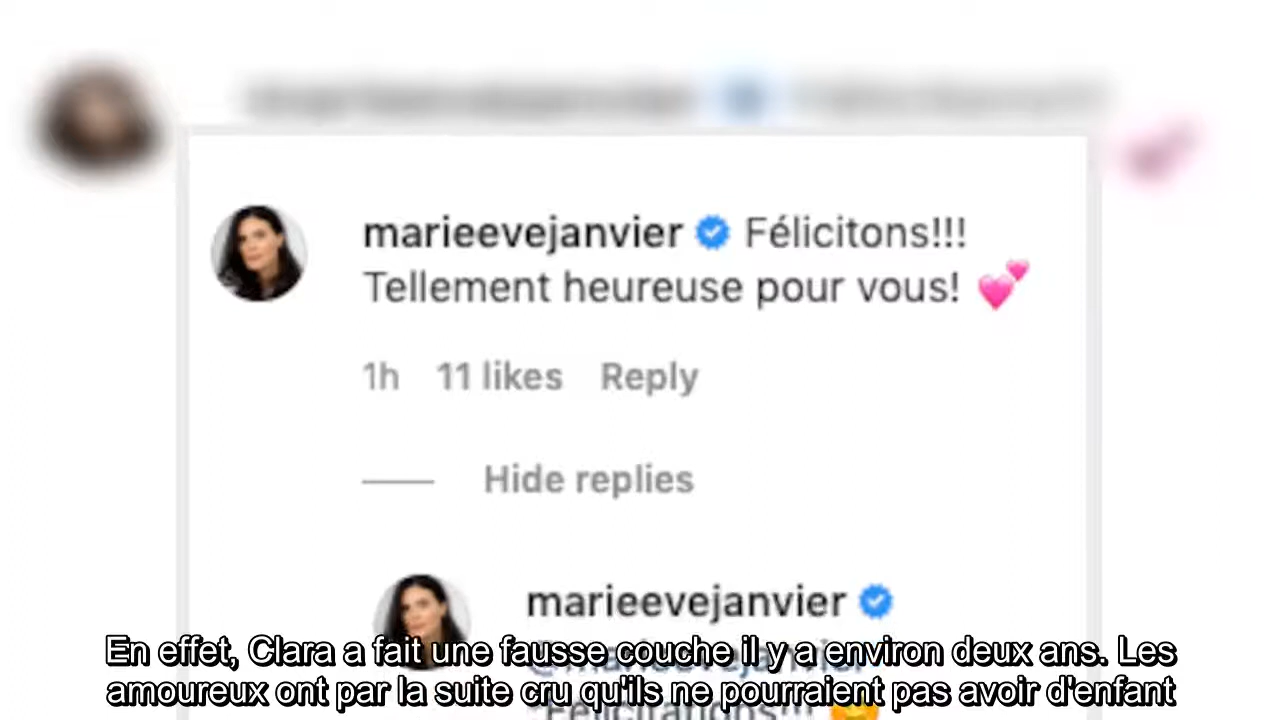 marieevejanvier Félicitons!!!
Tellement heureuse pour vous! 💕
1h 11 likes Reply
Hide replies
marieevejanvier
@marieevejanvier
Félicitations!!!
En effet, Clara a fait une fausse couche il y a environ deux ans. Les
amoureux ont par la suite cru qu'ils ne pourraient pas avoir d'enfant